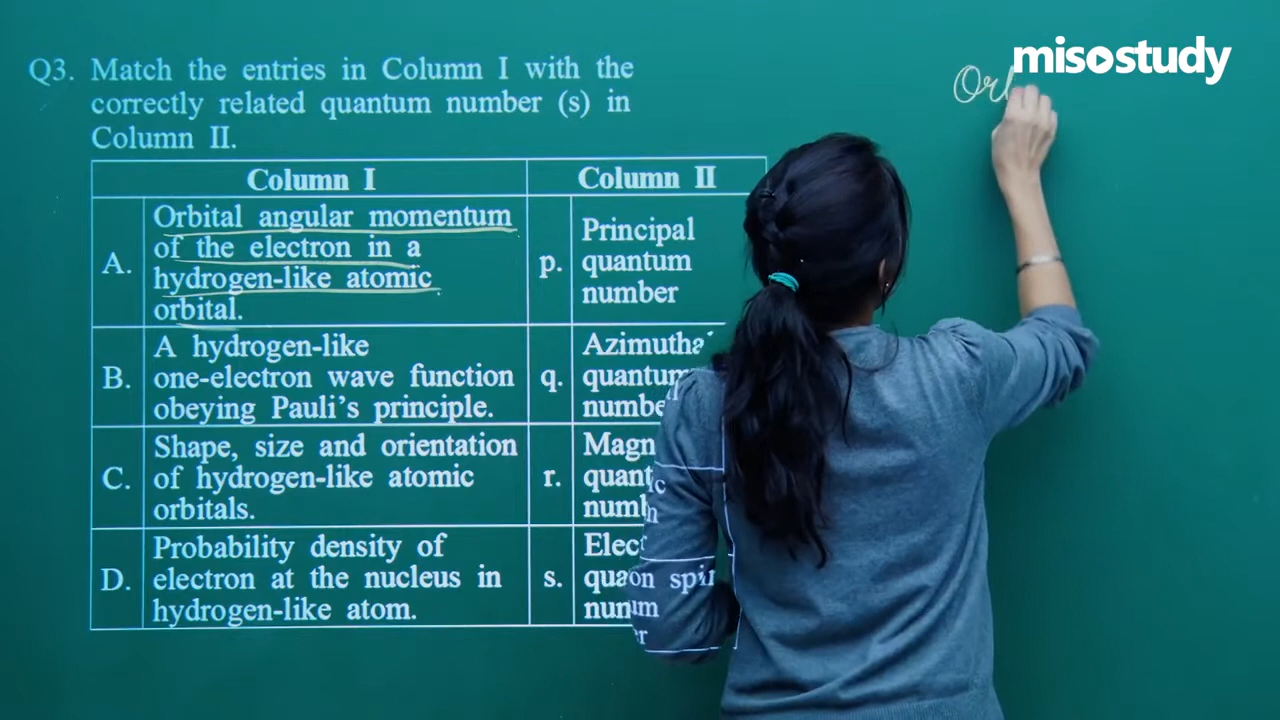 misostudy
Q3. Match the entries in Column I with the
correctly related quantum number (s) in
Column II.
Column I Column II
A. Orbital angular momentum
of the electron in a
hydrogen-like atomic
orbital.
p. Principal
quantum
number
B. A hydrogen-like
one-electron wave function
obeying Pauli's principle.
q.
C. Shape, size and orientation
of hydrogen-like atomic
orbitals.
r.
D. Probability density of
electron at the nucleus in
hydrogen-like atom.
s.